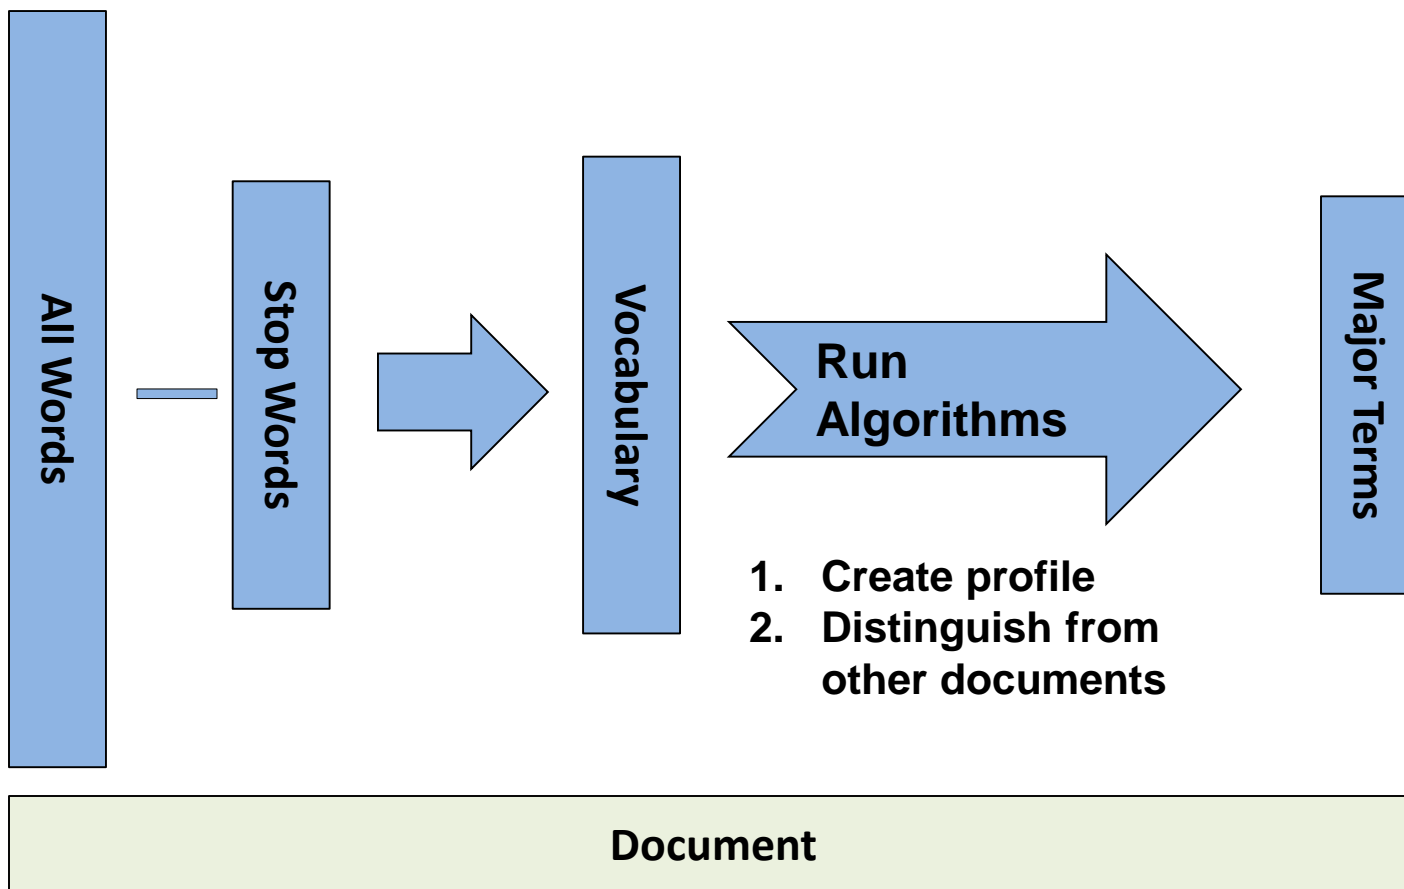 All Words
Stop Words
Vocabulary
Run
Algorithms
1. Create profile
2. Distinguish from
other documents
Major Terms
Document